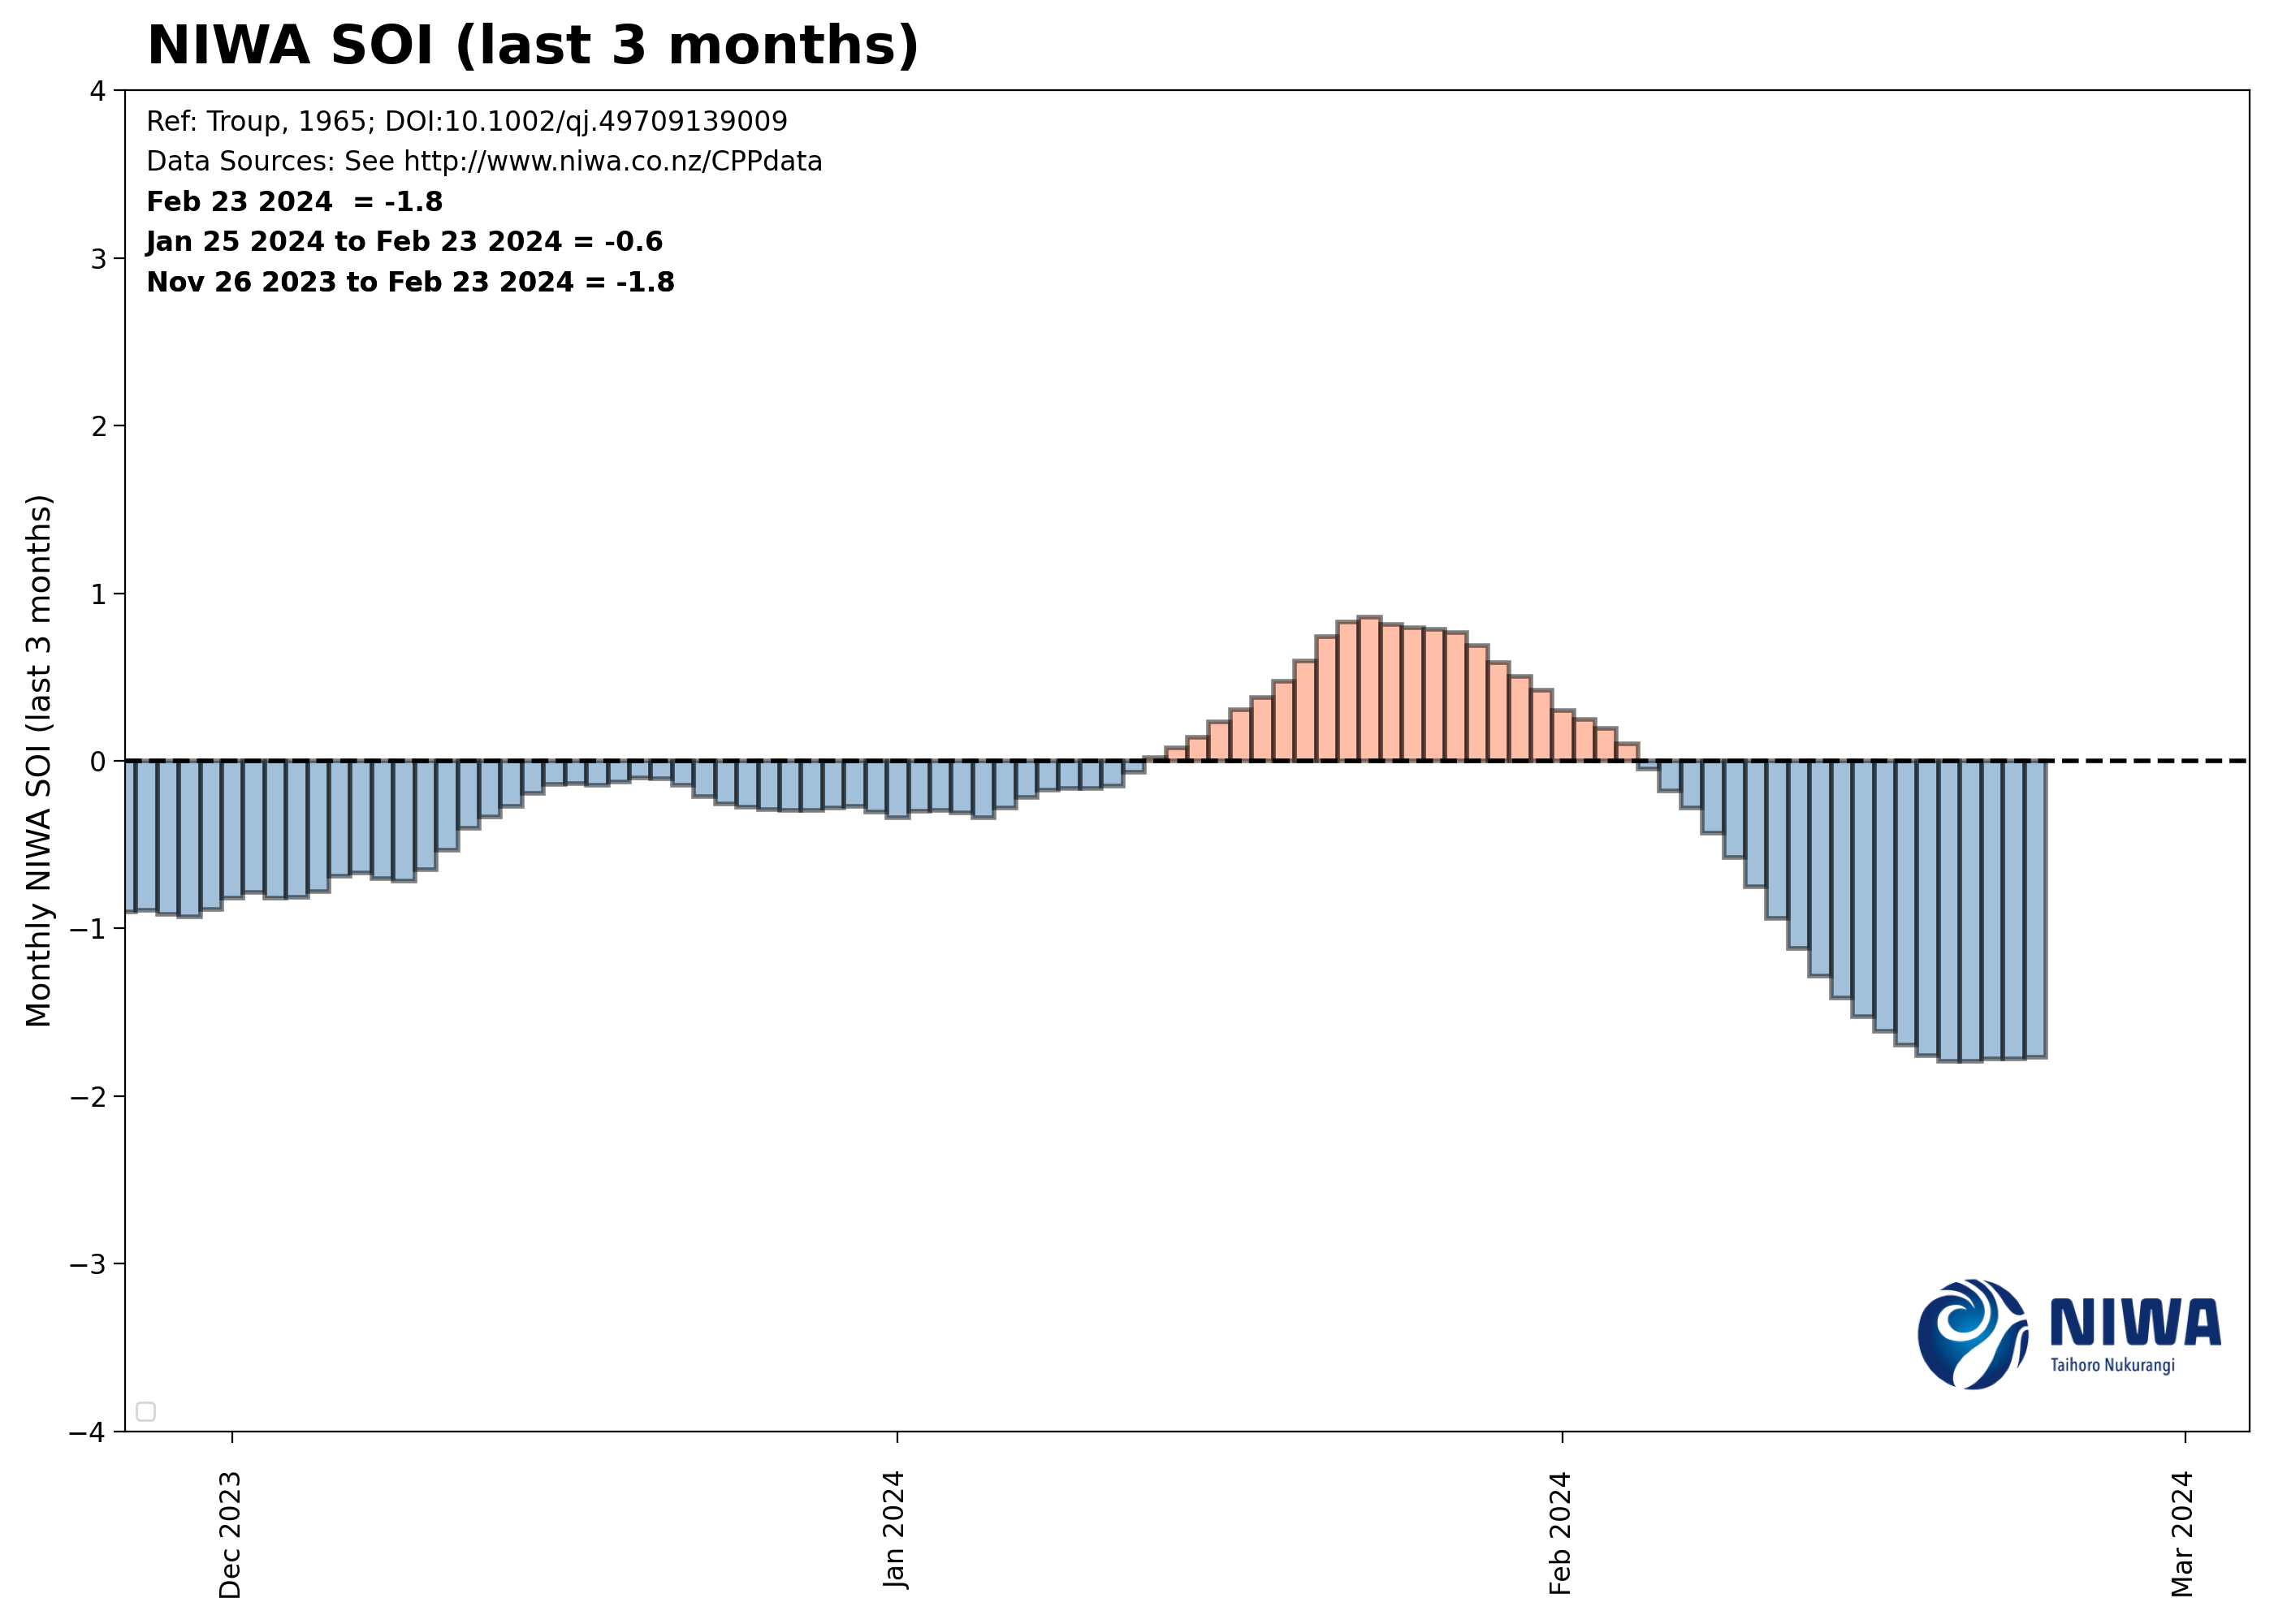 NIWA SOI (last 3 months)
Ref: Troup, 1965; DOI:10.1002/qj.49709139009
Data Sources: See http://www.niwa.co.nz/CPPdata
Feb 23 2024  = -1.8
Jan 25 2024 to Feb 23 2024 = -0.6
Nov 26 2023 to Feb 23 2024 = -1.8
Monthly NIWA SOI (last 3 months)
4
3
2
1
0
−1
−2
−3
−4
NIWA
Taihoro Nukurangi
Dec 2023
Jan 2024
Feb 2024
Mar 2024